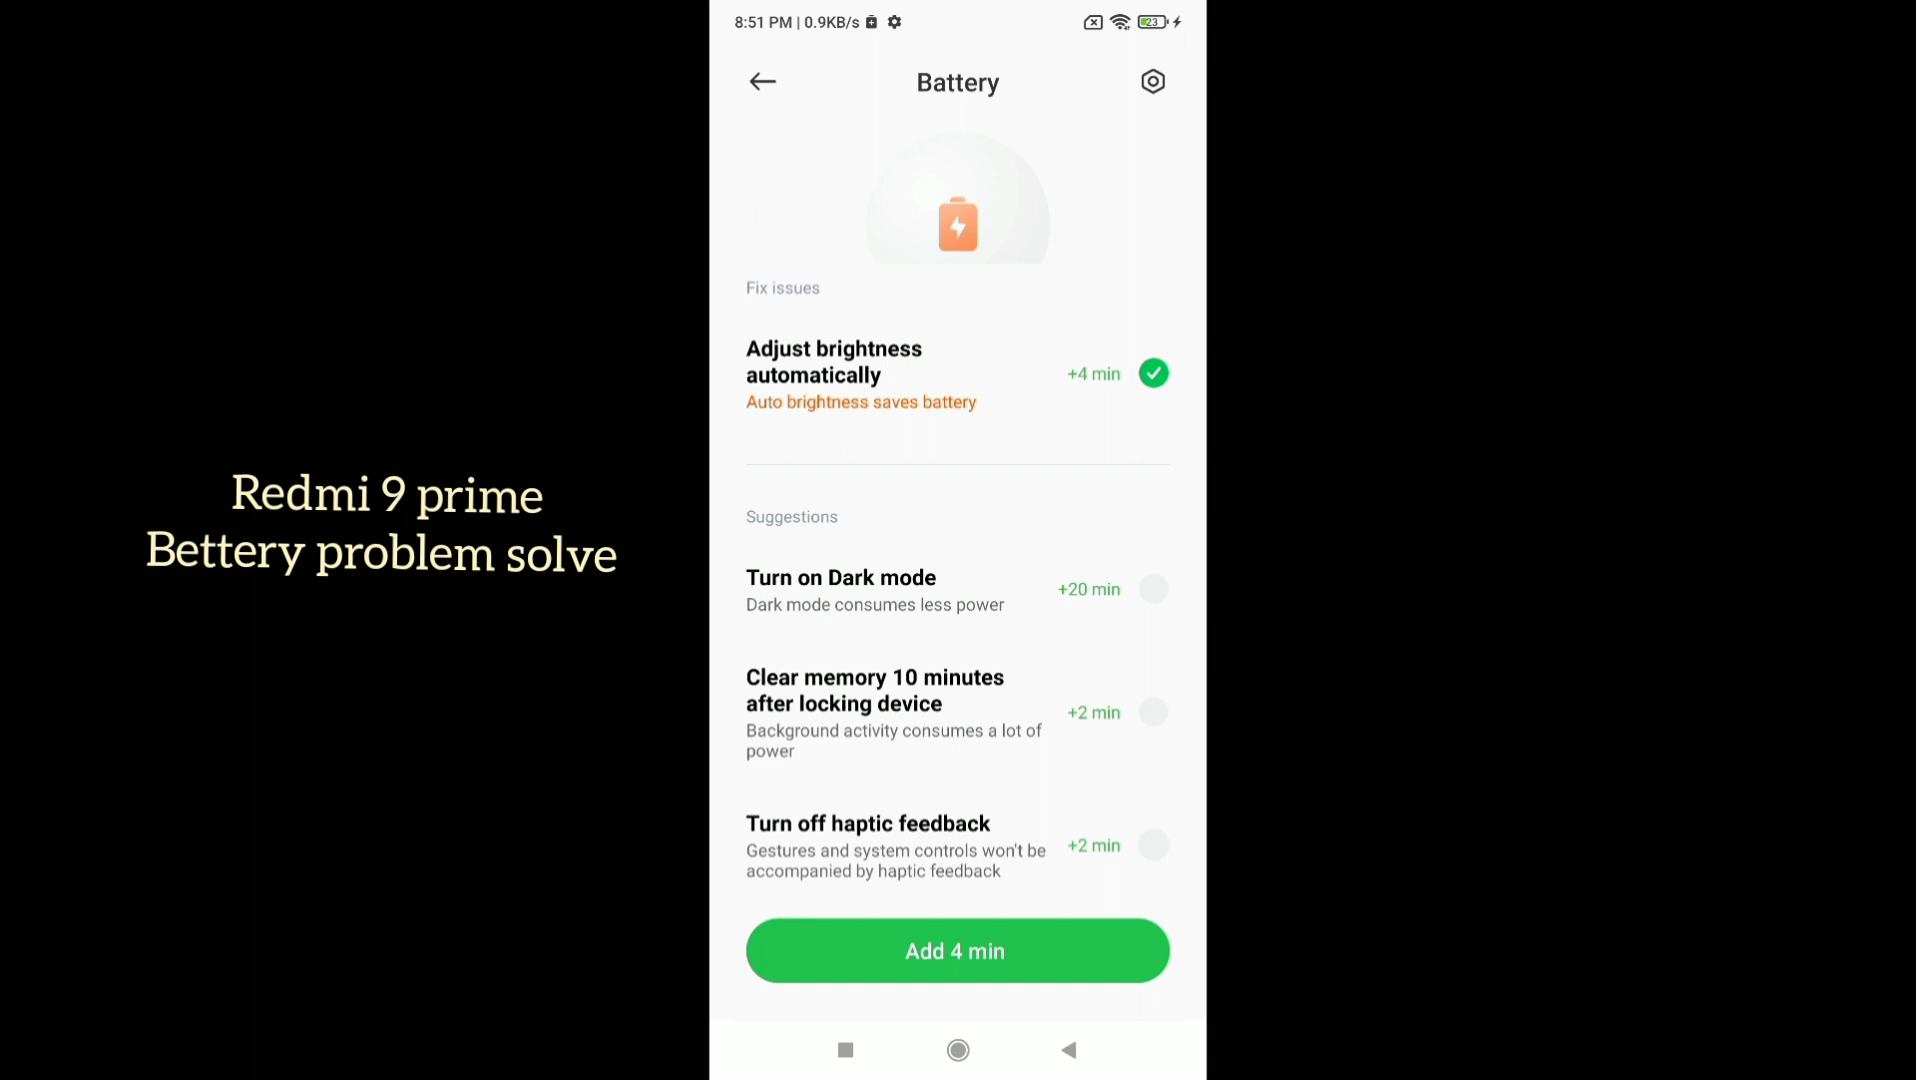 8:51 PM | 0.9KB/s
23
Battery
Fix issues
Adjust brightness
automatically
Auto brightness saves battery
+4 min
Suggestions
Turn on Dark mode
Dark mode consumes less power
+20 min
Clear memory 10 minutes
after locking device
Background activity consumes a lot of
power
+2 min
Turn off haptic feedback
Gestures and system controls won't be
accompanied by haptic feedback
+2 min
Add 4 min
Redmi 9 prime
Bettery problem solve